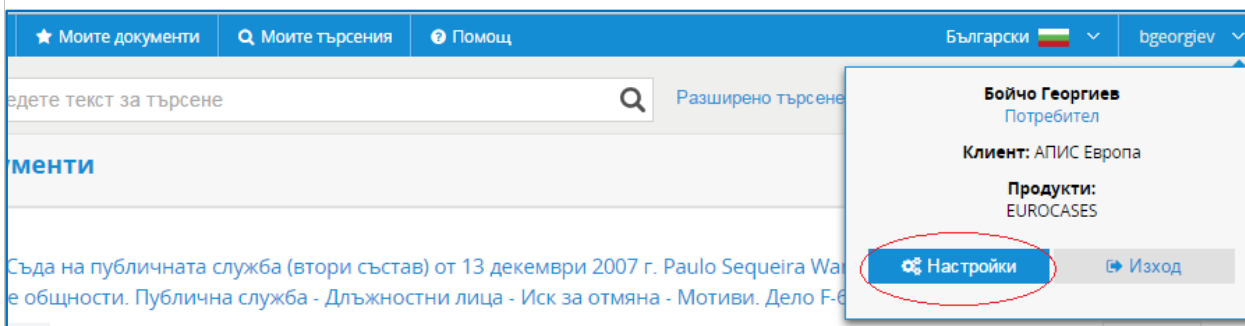 Моите документи Моите търсения Помощ Български bgeorgiev
едете текст за търсене Разширено търсене
Бойчо Георгиев
Потребител
Клиент: АПИС Европа
Продукти:
EUROCASES
Настройки Изход
менти
Съда на публичната служба (втори състав) от 13 декември 2007 г. Paulo Sequeira Wa
е общности. Публична служба - Длъжностни лица - Иск за отмяна - Мотиви. Дело F-6